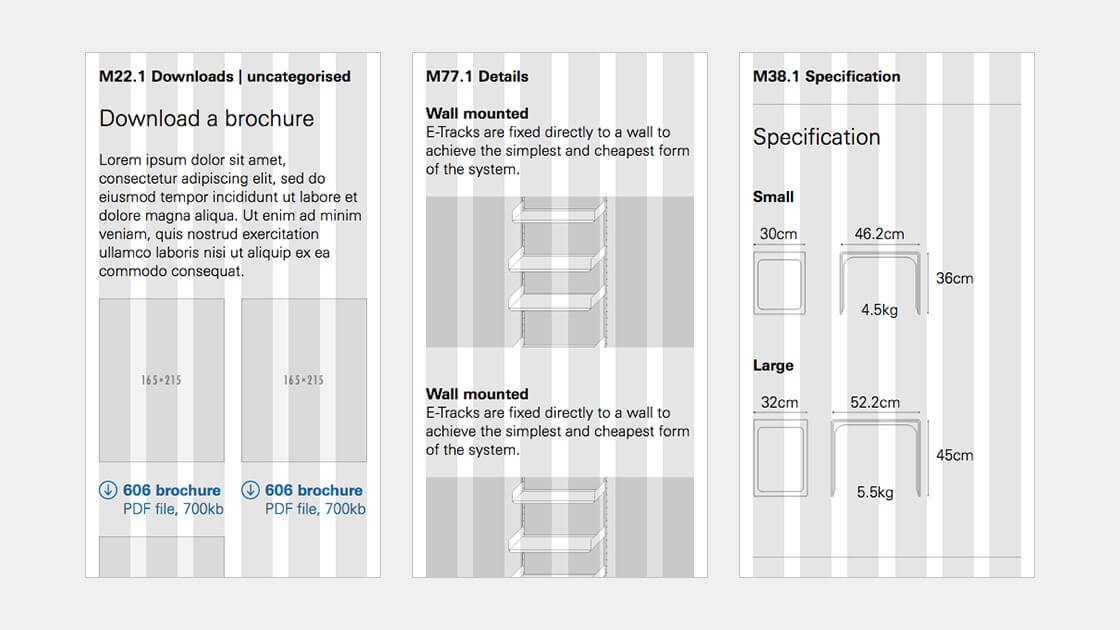 M22.1 Downloads | uncategorised
Download a brochure
Lorem ipsum dolor sit amet,
consectetur adipiscing elit, sed do
eiusmod tempor incididunt ut labore et
dolore magna aliqua. Ut enim ad minim
veniam, quis nostrud exercitation
ullamco laboris nisi ut aliquip ex ea
commodo consequat.
165×215
165×215
606 brochure
PDF file, 700kb
606 brochure
PDF file, 700kb
M77.1 Details
Wall mounted
E-Tracks are fixed directly to a wall to
achieve the simplest and cheapest form
of the system.
Wall mounted
E-Tracks are fixed directly to a wall to
achieve the simplest and cheapest form
of the system.
M38.1 Specification
Specification
Small
30cm
46.2cm
36cm
4.5kg
Large
32cm
52.2cm
45cm
5.5kg